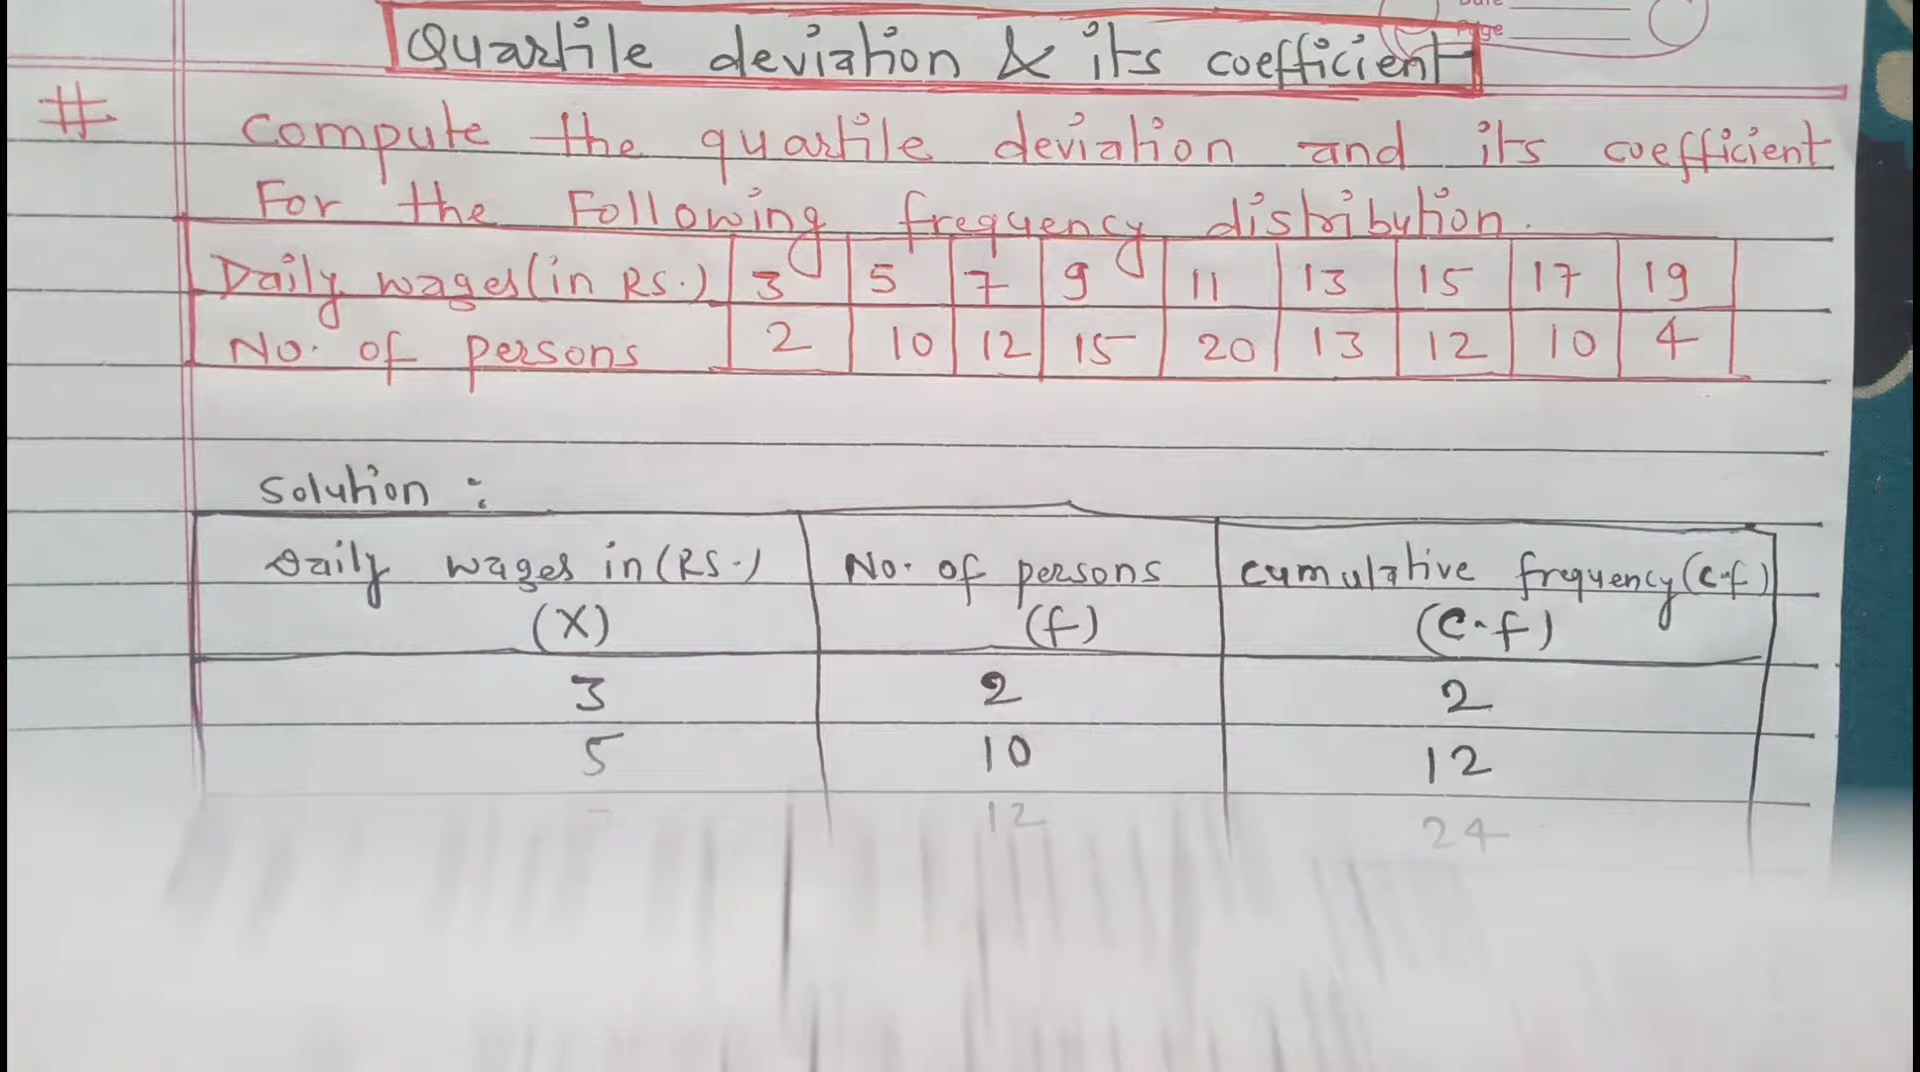 Date
Page
Quartile deviation & its coefficient
# Compute the quartile deviation and its coefficient
For the Following frequency distribution.
Daily wages (in RS.) 3 5 7 9 11 13 15 17 19
No. of persons 2 10 12 15 20 13 12 10 4
Solution :
Daily wages in (RS.) No. of persons cumulative frequency (c.f)
(X) (f) (c.f)
3 2 2
5 10 12
12 24